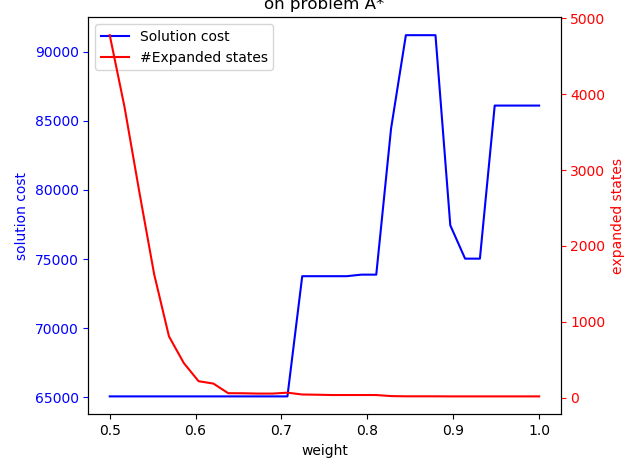 on problem A*
Solution cost
#Expanded states
90000
85000
80000
75000
70000
65000
solution cost
5000
4000
3000
2000
1000
0
expanded states
0.5 0.6 0.7 0.8 0.9 1.0
weight